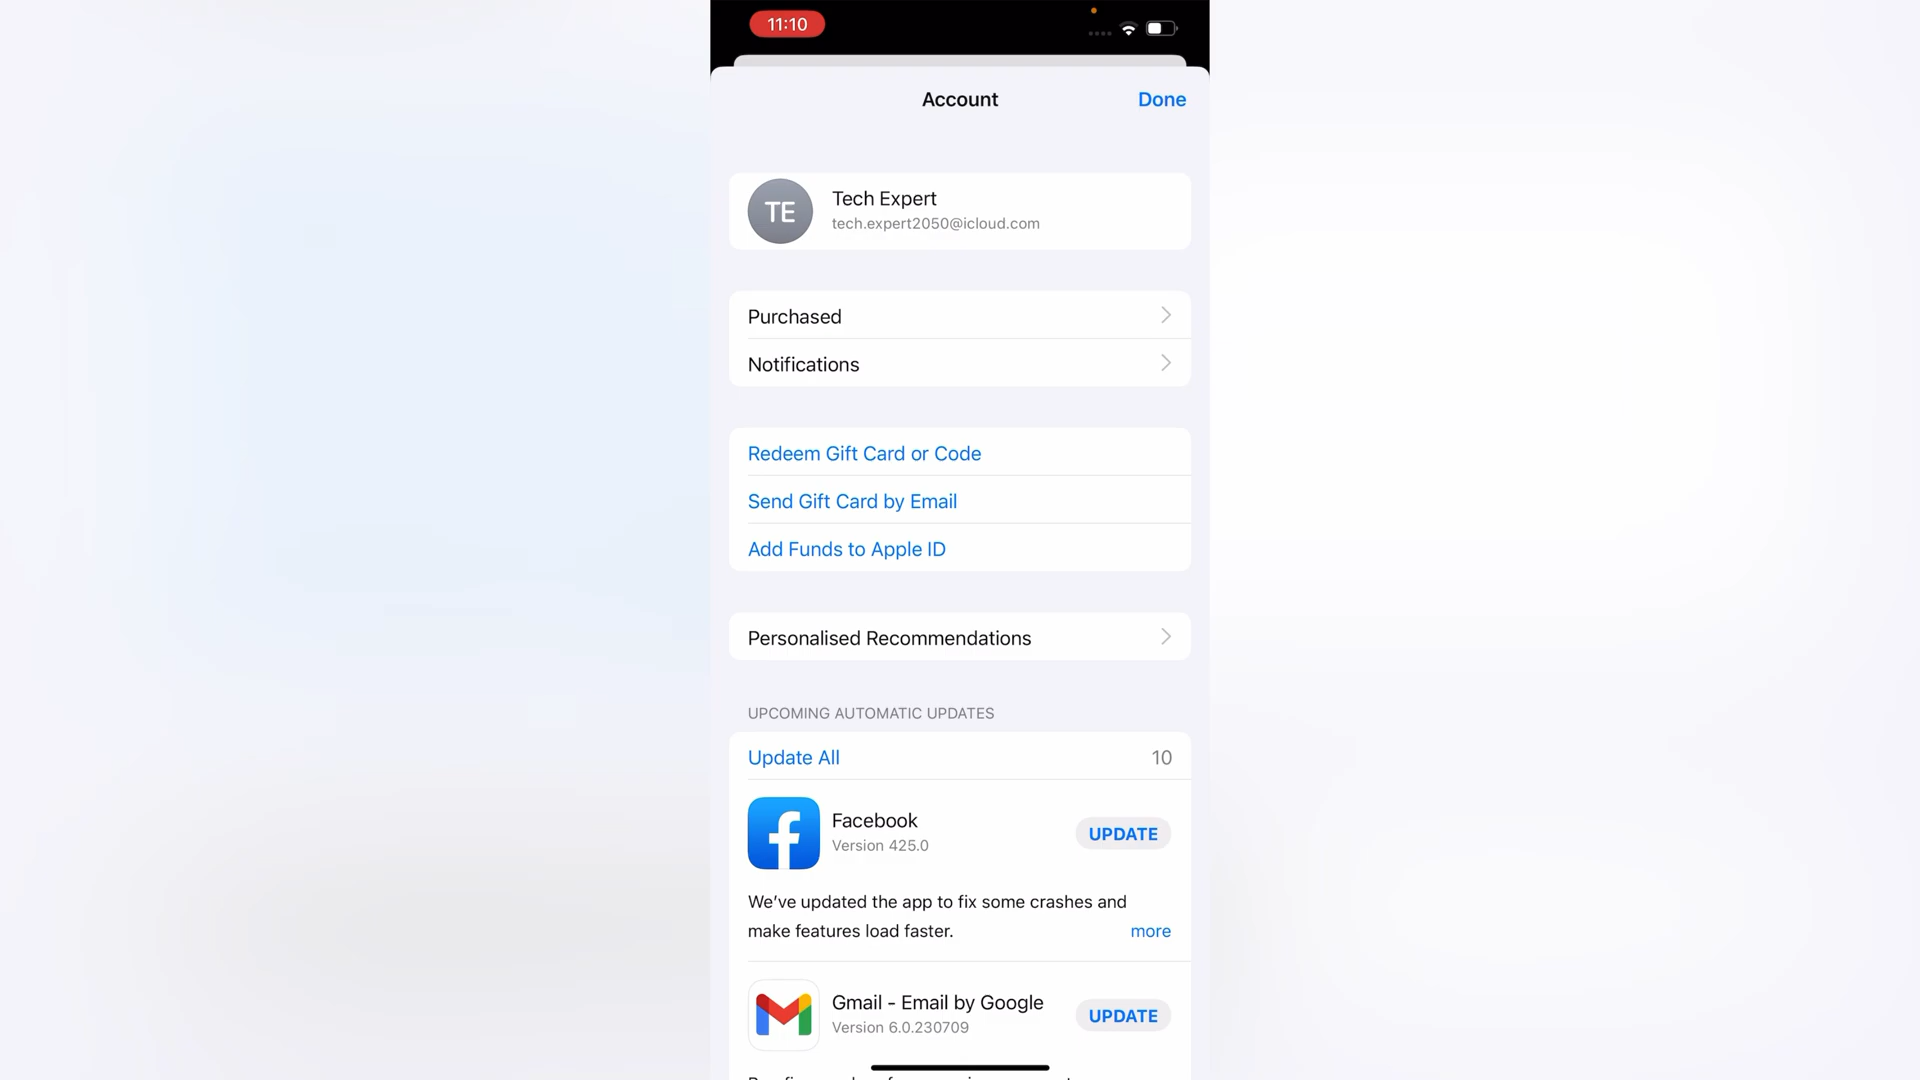 11:10
Account
Done
TE
Tech Expert
tech.expert2050@icloud.com
Purchased
Notifications
Redeem Gift Card or Code
Send Gift Card by Email
Add Funds to Apple ID
Personalised Recommendations
UPCOMING AUTOMATIC UPDATES
Update All
10
Facebook
Version 425.0
UPDATE
We've updated the app to fix some crashes and
make features load faster.
more
Gmail - Email by Google
Version 6.0.230709
UPDATE